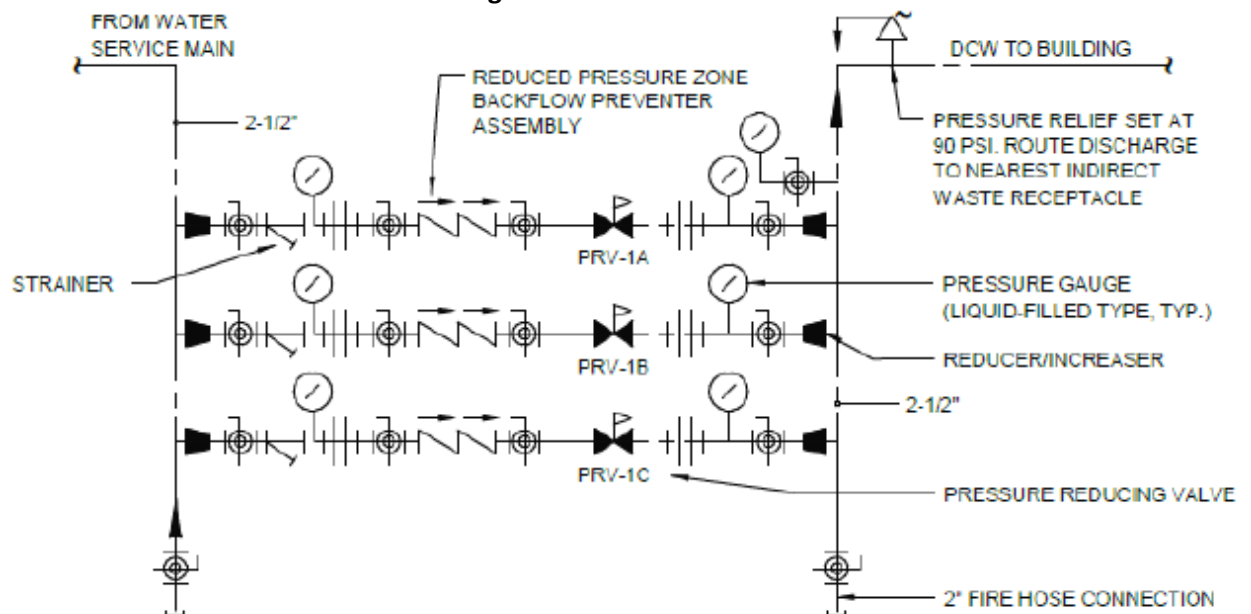 FROM WATER
SERVICE MAIN
2-1/2"
REDUCED PRESSURE ZONE
BACKFLOW PREVENTER
ASSEMBLY
DCW TO BUILDING
PRESSURE RELIEF SET AT
90 PSI. ROUTE DISCHARGE
TO NEAREST INDIRECT
WASTE RECEPTACLE
STRAINER
PRV-1A
PRESSURE GAUGE
(LIQUID-FILLED TYPE, TYP.)
PRV-1B
REDUCER/INCREASER
2-1/2"
PRV-1C
PRESSURE REDUCING VALVE
2" FIRE HOSE CONNECTION